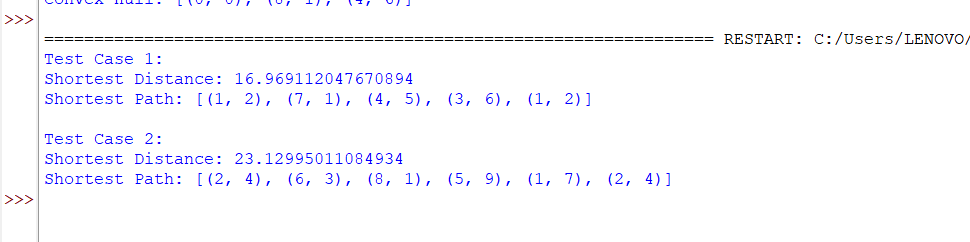 Convex Hull: [(0, 0), (8, 1), (4, 6)]
>>>
=================================================================== RESTART: C:/Users/LENOVO/
Test Case 1:
Shortest Distance: 16.969112047670894
Shortest Path: [(1, 2), (7, 1), (4, 5), (3, 6), (1, 2)]
Test Case 2:
Shortest Distance: 23.12995011084934
Shortest Path: [(2, 4), (6, 3), (8, 1), (5, 9), (1, 7), (2, 4)]
>>>